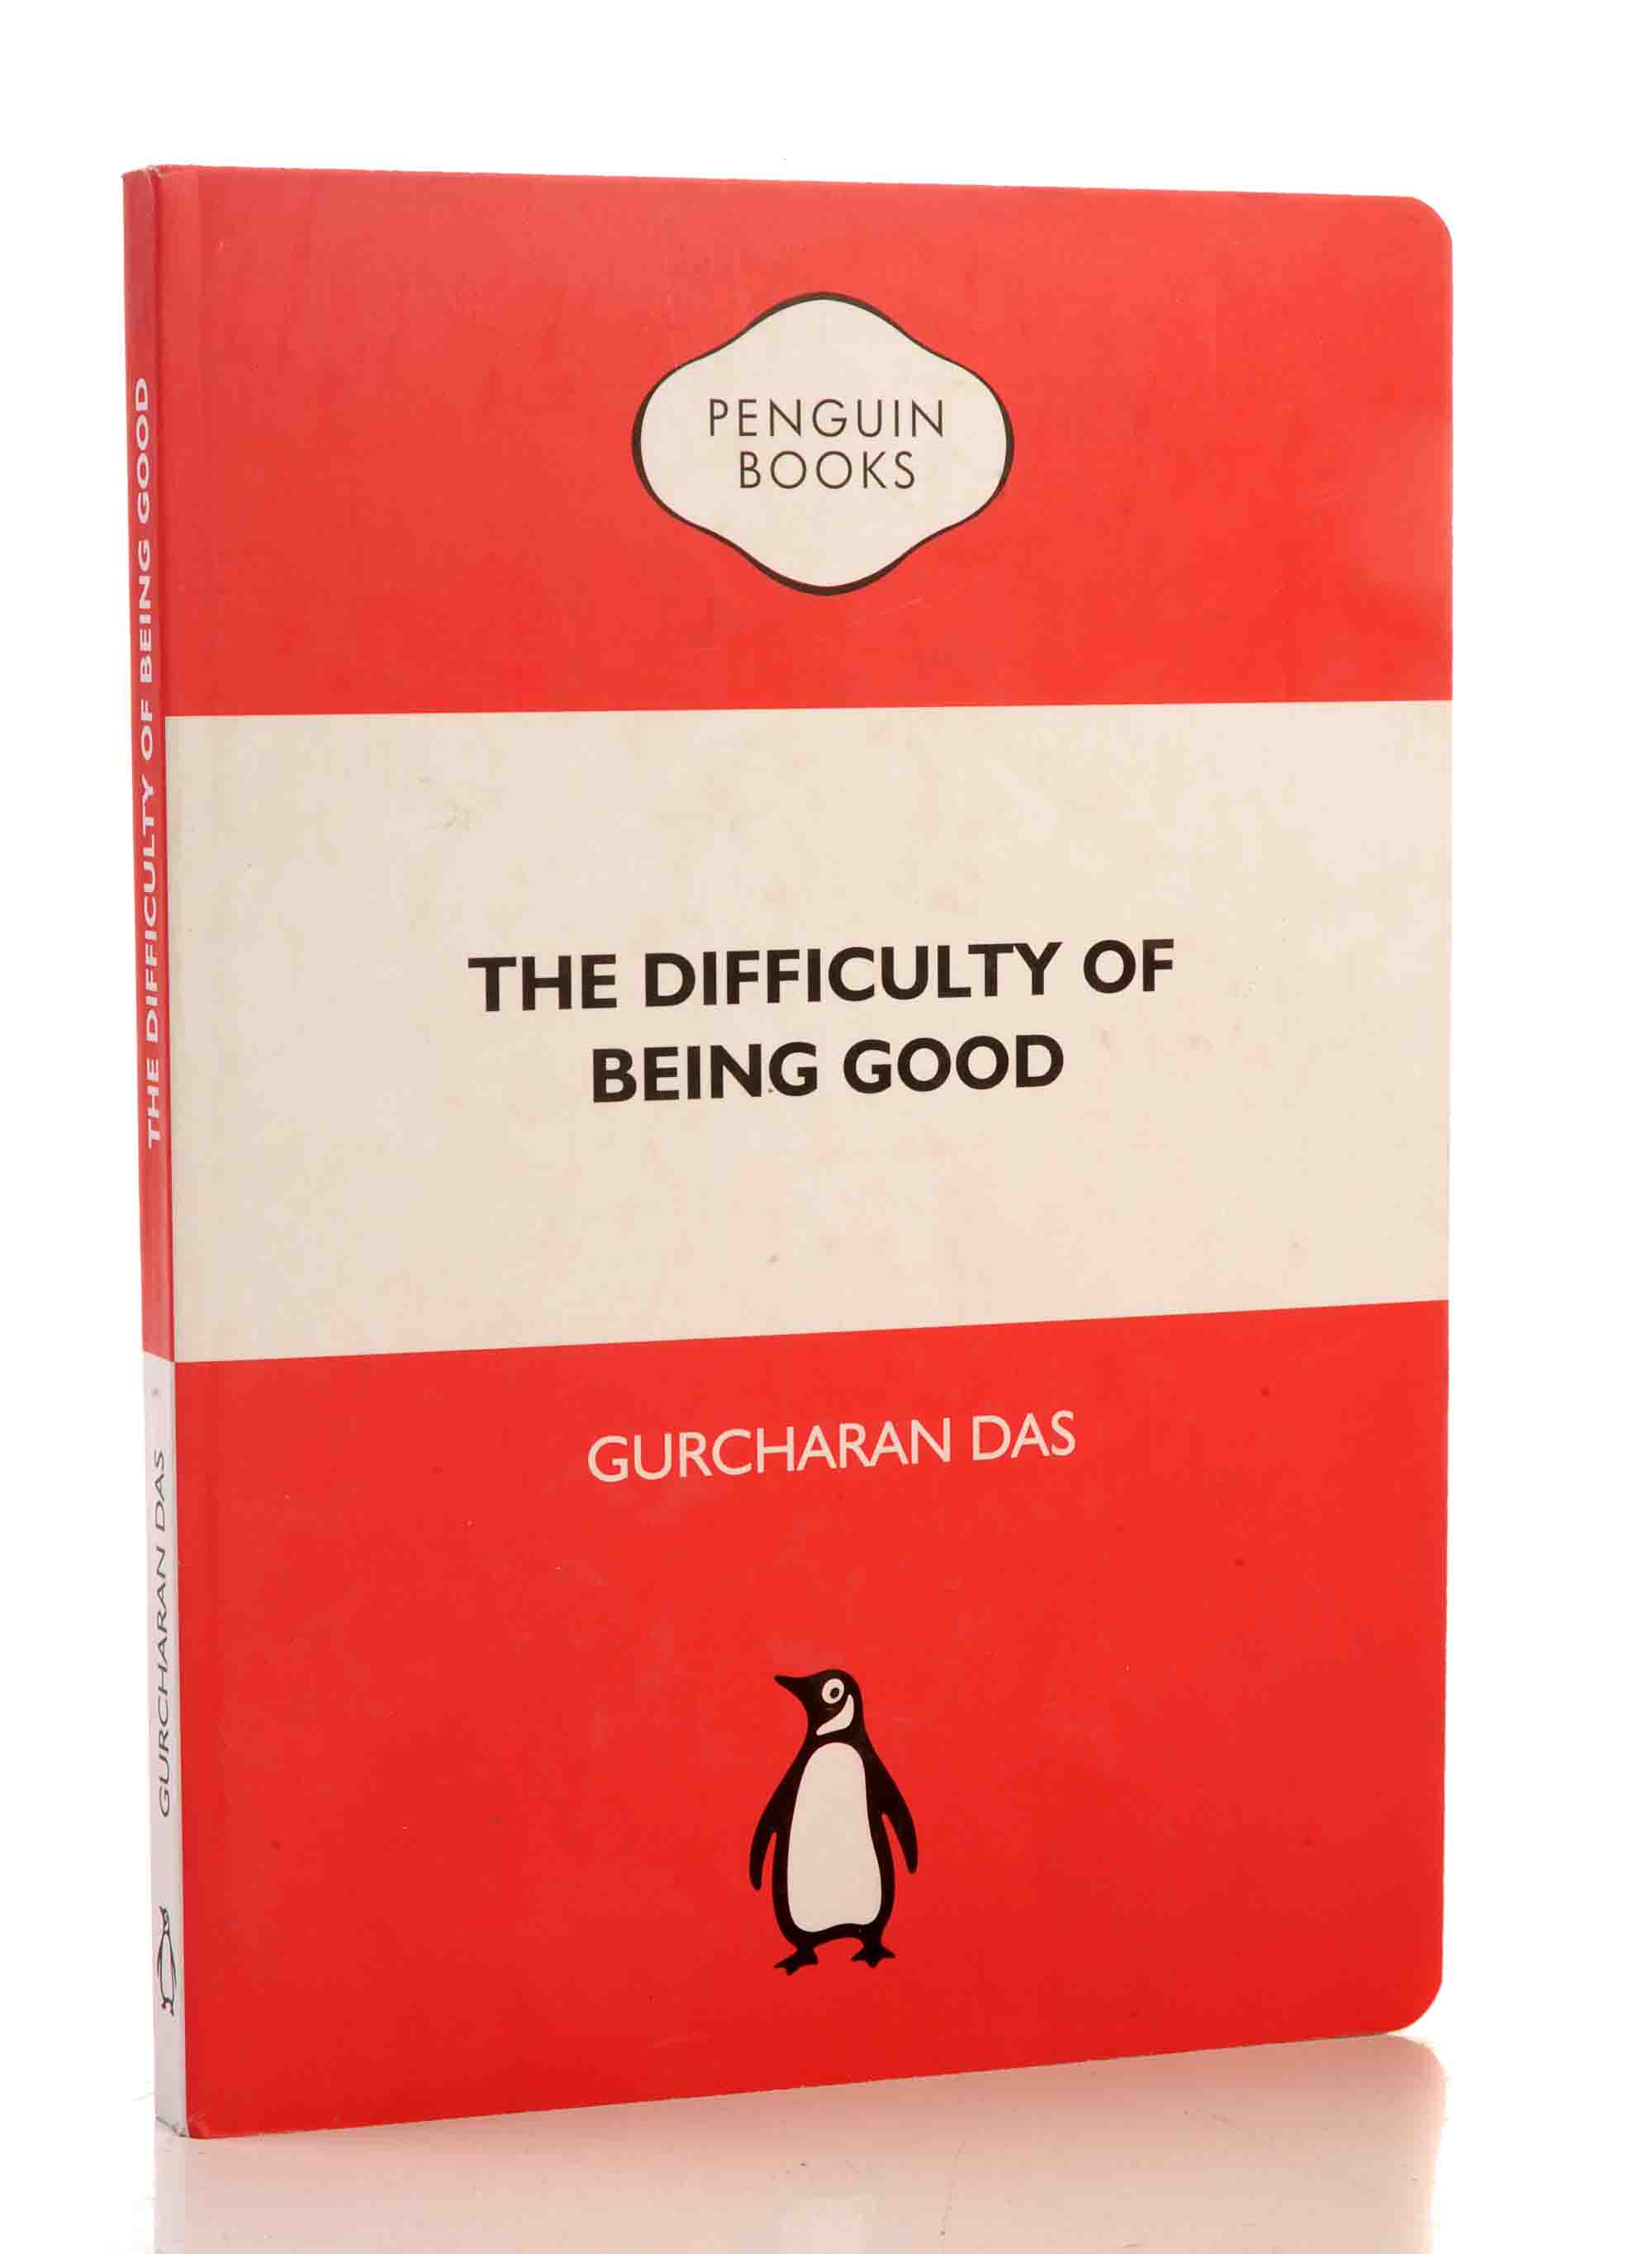 PENGUIN
BOOKS
THE DIFFICULTY OF
BEING GOOD
GURCHARAN DAS
THE DIFFICULTY OF BEING GOOD
GURCHARAN DAS